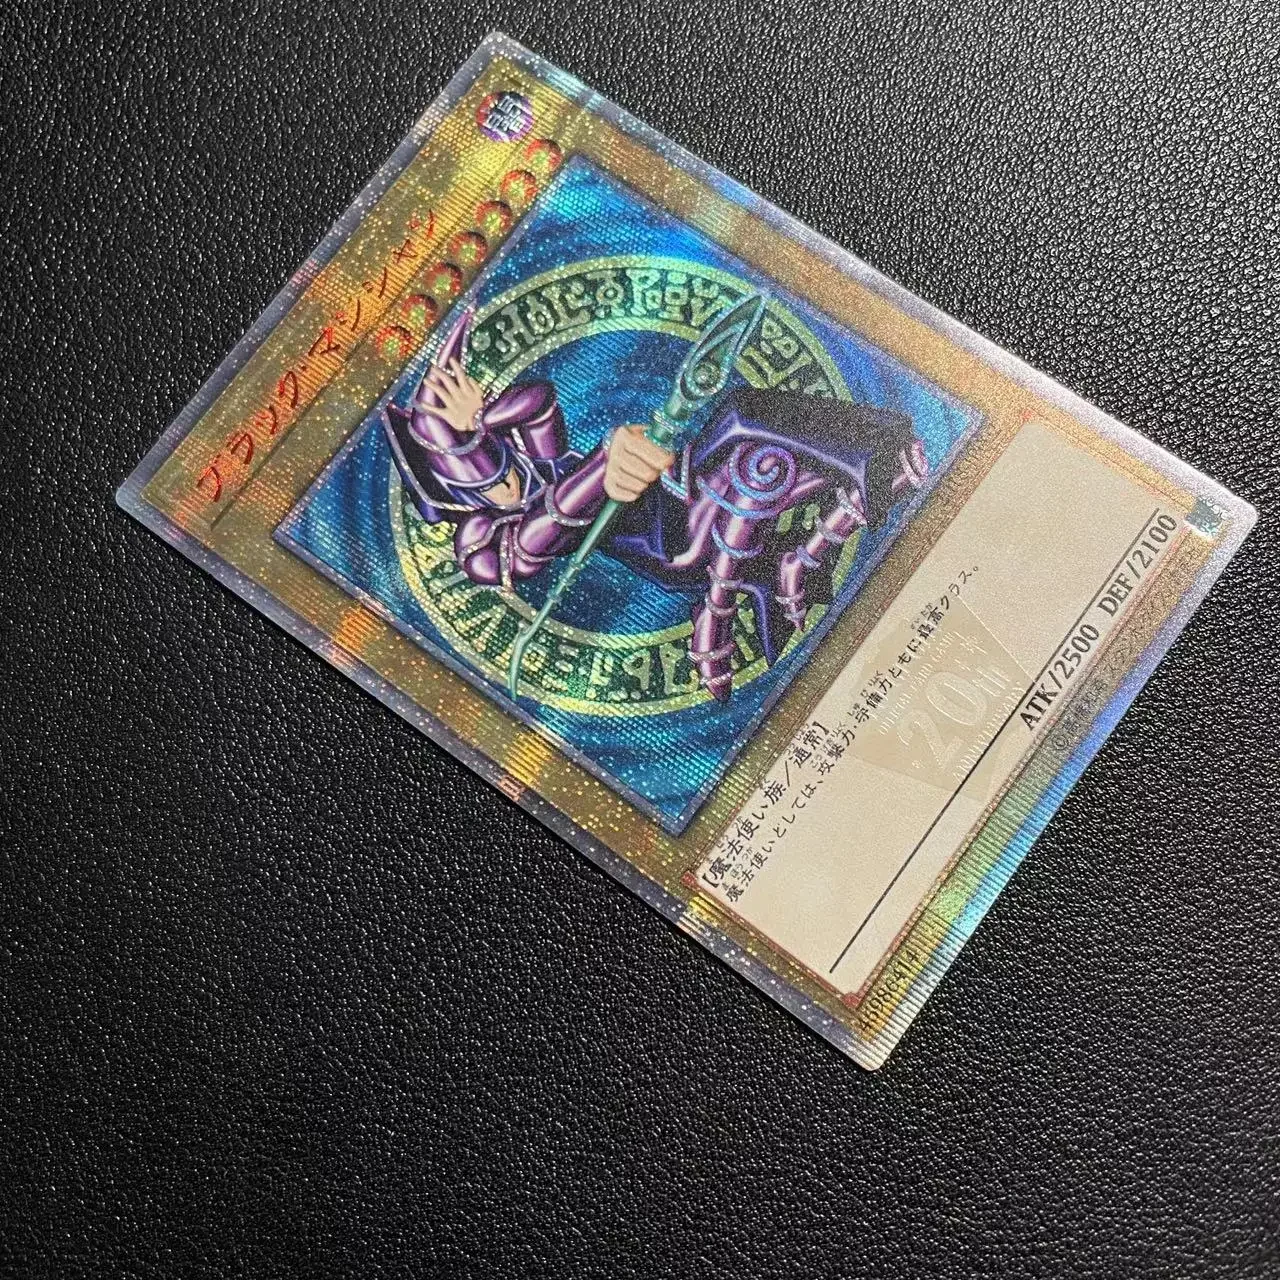 ブラック・マジシャン
【魔法使い族/通常】
魔法使いとしては、攻撃力・守備力ともに最高クラス。
20th
ATK/2500 DEF/2100
46986414